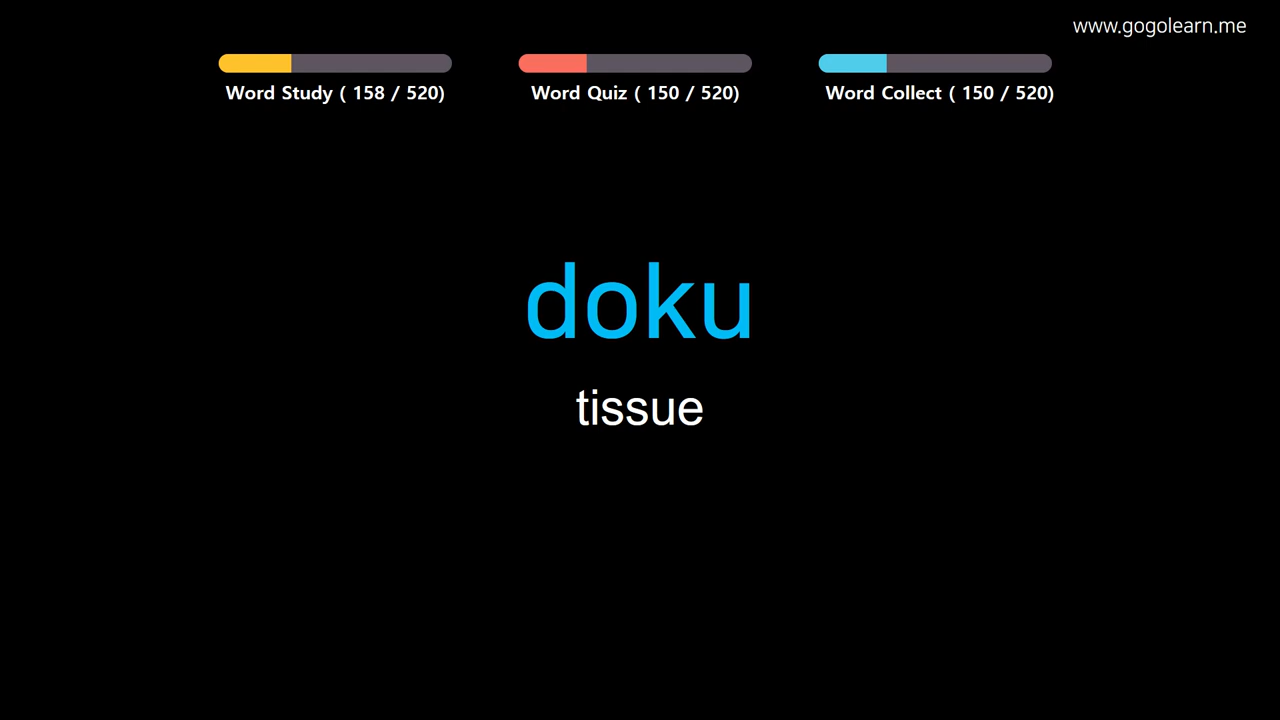 www.gogolearn.me
Word Study ( 158 / 520)
Word Quiz ( 150 / 520)
Word Collect ( 150 / 520)
doku
tissue